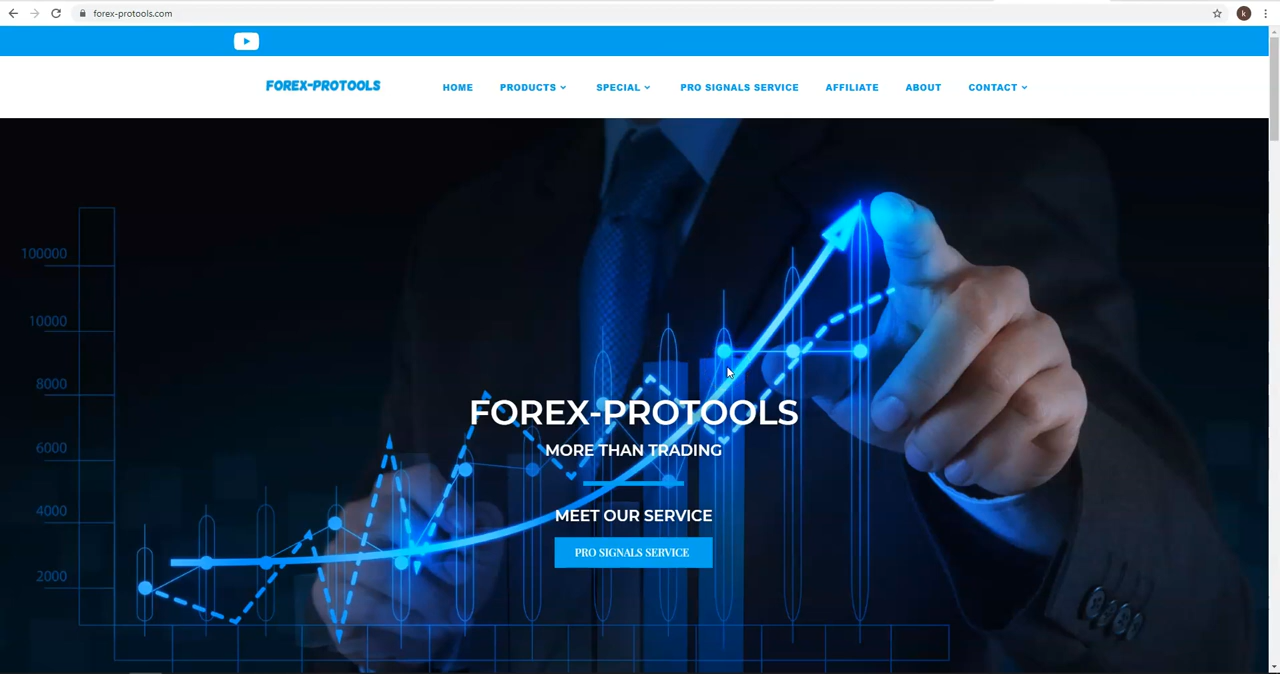 forex-protools.com
k
FOREX-PROTOOLS
HOME
PRODUCTS
SPECIAL
PRO SIGNALS SERVICE
AFFILIATE
ABOUT
CONTACT
100000
10000
8000
6000
4000
2000
FOREX-PROTOOLS
MORE THAN TRADING
MEET OUR SERVICE
PRO SIGNALS SERVICE